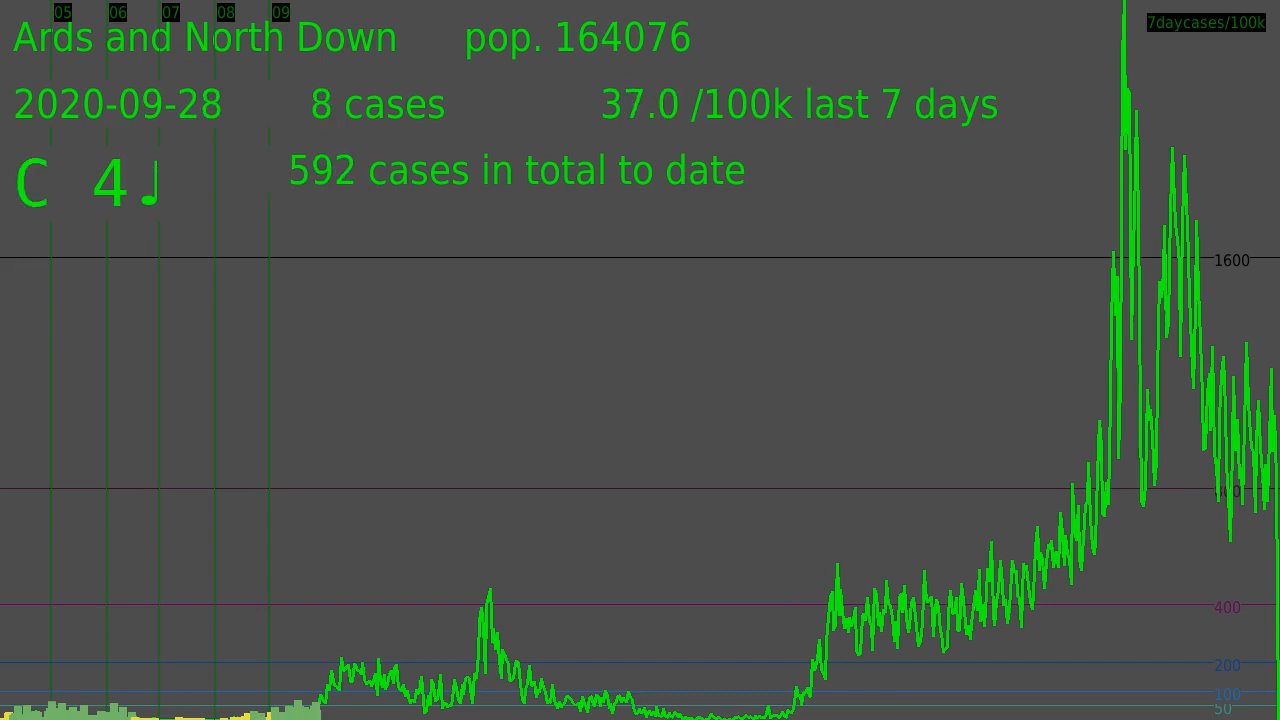 05 06 07 08 09
7daycases/100k
Ards and North Down pop. 164076
2020-09-28 8 cases 37.0 /100k last 7 days
C 4♩ 592 cases in total to date
1600
800
400
200
100
50